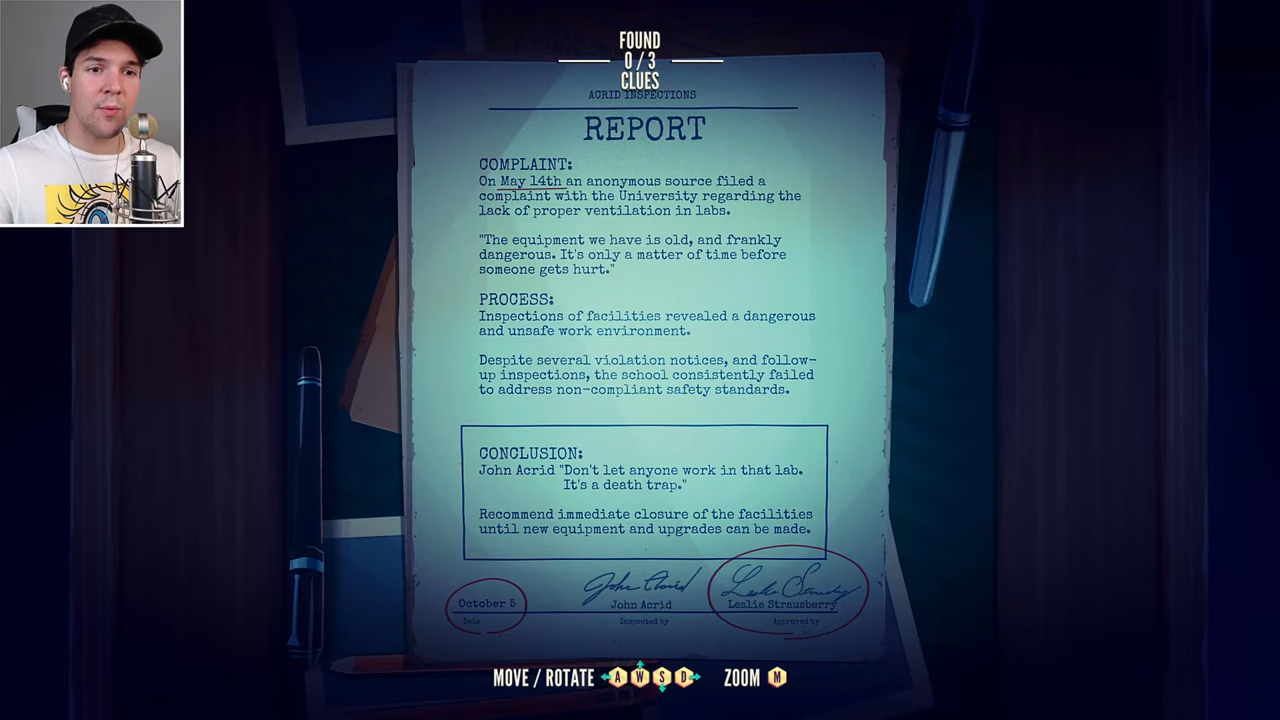 FOUND
0 / 3
CLUES
ACRID INSPECTIONS
REPORT
COMPLAINT:
On May 14th an anonymous source filed a
complaint with the University regarding the
lack of proper ventilation in labs.
"The equipment we have is old, and frankly
dangerous. It's only a matter of time before
someone gets hurt."
PROCESS:
Inspections of facilities revealed a dangerous
and unsafe work environment.
Despite several violation notices, and follow-
up inspections, the school consistently failed
to address non-compliant safety standards.
CONCLUSION:
John Acrid "Don't let anyone work in that lab.
It's a death trap."
Recommend immediate closure of the facilities
until new equipment and upgrades can be made.
John Acrid
October 5 John Acrid Leslie Strausberry
Date Inspected by Approved by
MOVE / ROTATE A W S D ZOOM M